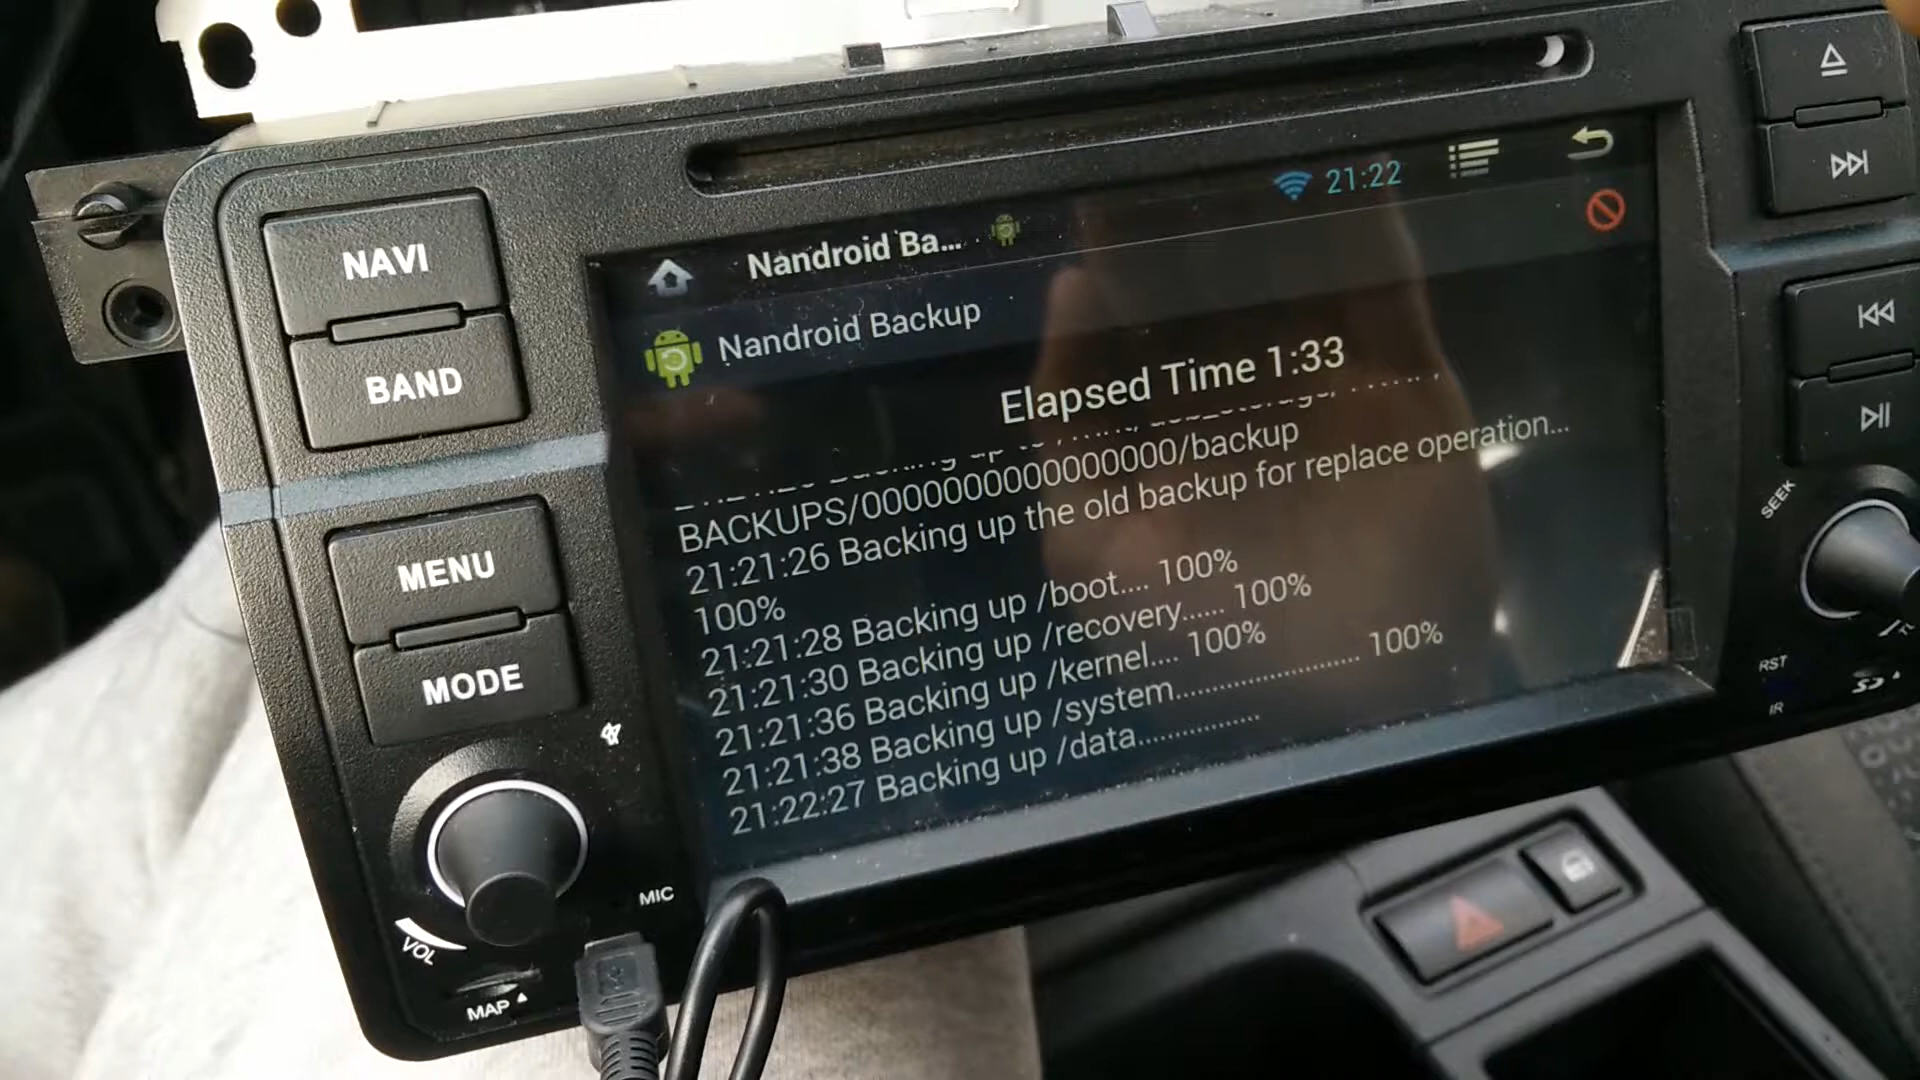 21:22
Nandroid Ba...
Nandroid Backup
Elapsed Time 1:33
BACKUPS/0000000000000000/backup
21:21:26 Backing up the old backup for replace operation...
100%
21:21:28 Backing up /boot.... 100%
21:21:30 Backing up /recovery...... 100%
21:21:36 Backing up /kernel.... 100%
21:21:38 Backing up /system........................ 100%
21:22:27 Backing up /data...............
NAVI
BAND
MENU
MODE
VOL
MAP
MIC
SEEK
RST
IR